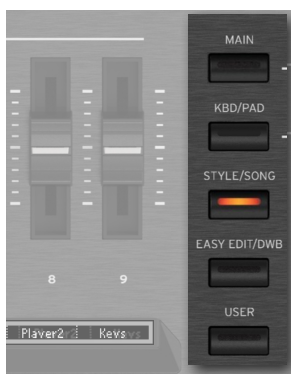 MAIN
KBD/PAD
STYLE/SONG
EASY EDIT/DWB
USER
8 9
Player2 Keys